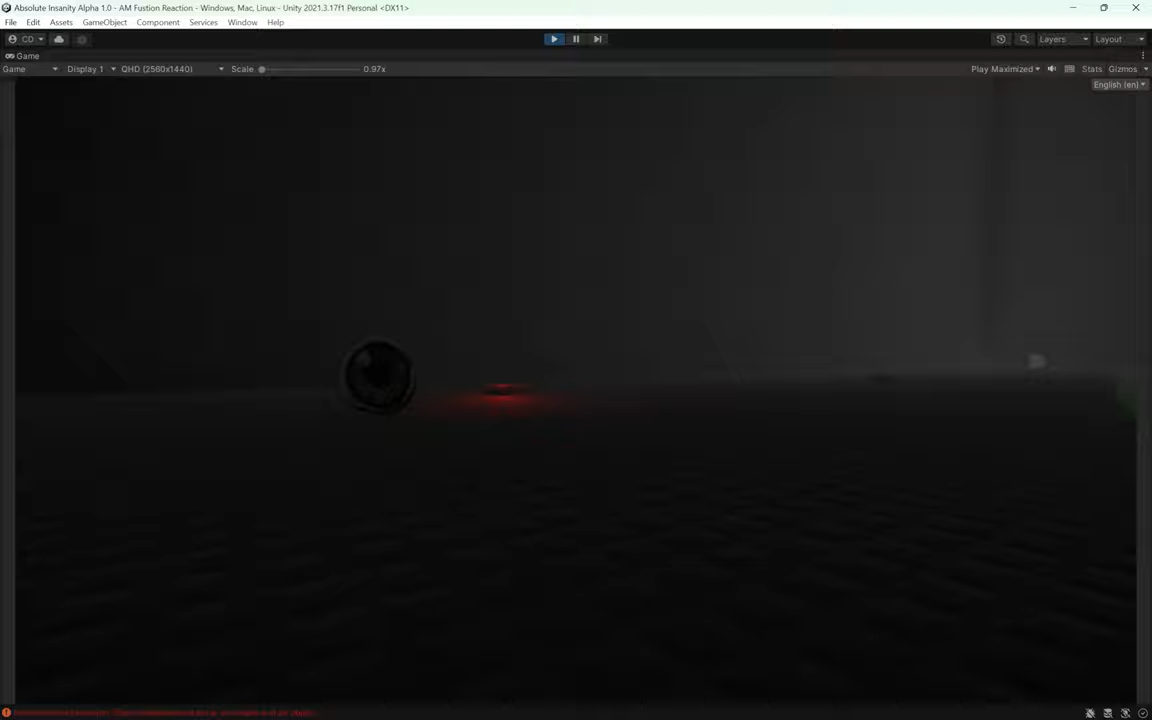 Absolute Insanity Alpha 1.0 - AM Fustion Reaction - Windows, Mac, Linux - Unity 2021.3.17f1 Personal <DX11>
File Edit Assets GameObject Component Services Window Help
CD Layers Layout
Game
Game Display 1 QHD (2560x1440) Scale 0.97x Play Maximized Stats Gizmos
English (en)